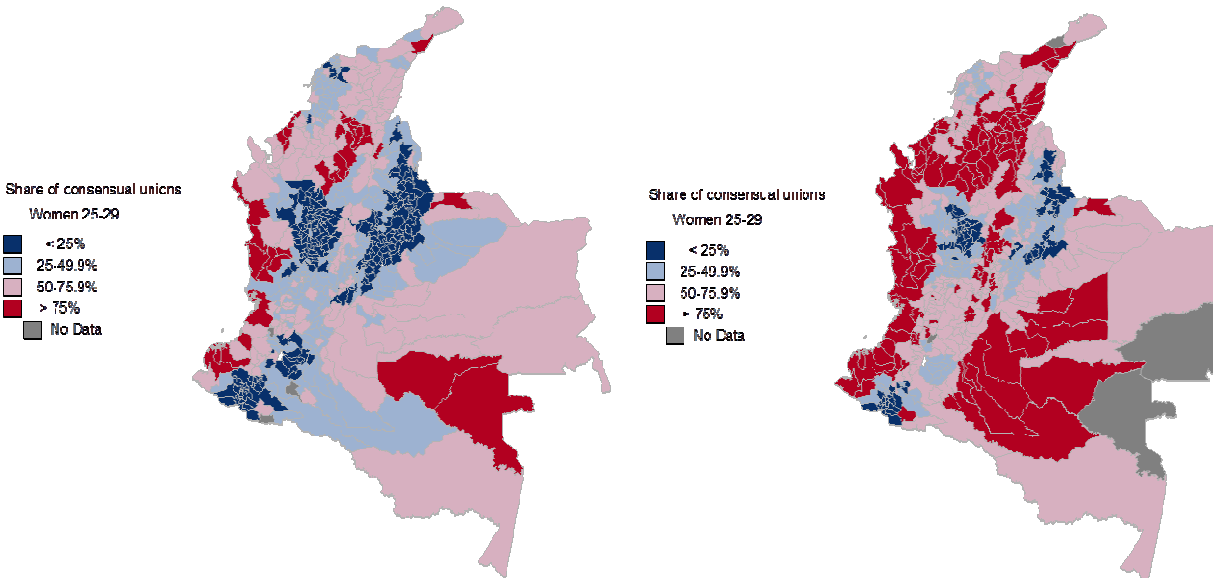 Share of consensual unions
Women 25-29
< 25%
25-49.9%
50-75.9%
> 75%
No Data
Share of consensual unions
Women 25-29
< 25%
25-49.9%
50-75.9%
> 75%
No Data